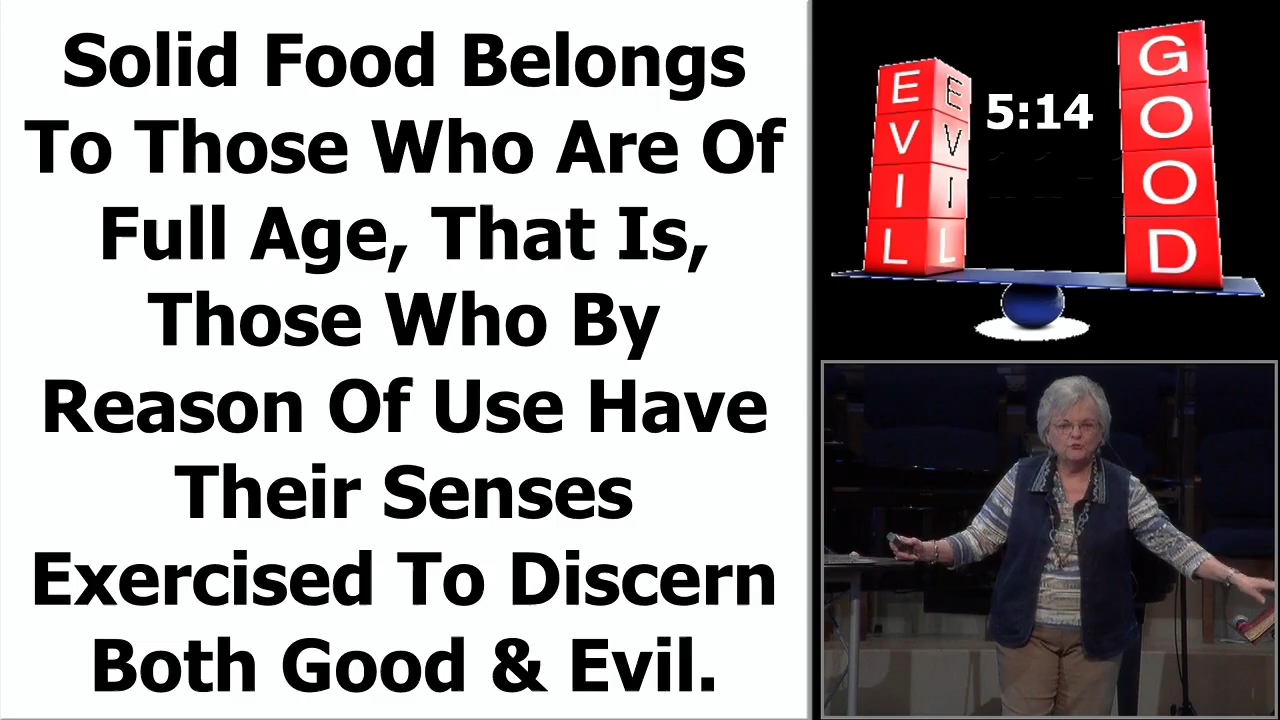 Solid Food Belongs
To Those Who Are Of
Full Age, That Is,
Those Who By
Reason Of Use Have
Their Senses
Exercised To Discern
Both Good & Evil.
EVIL
EVIL
5:14
GOOD